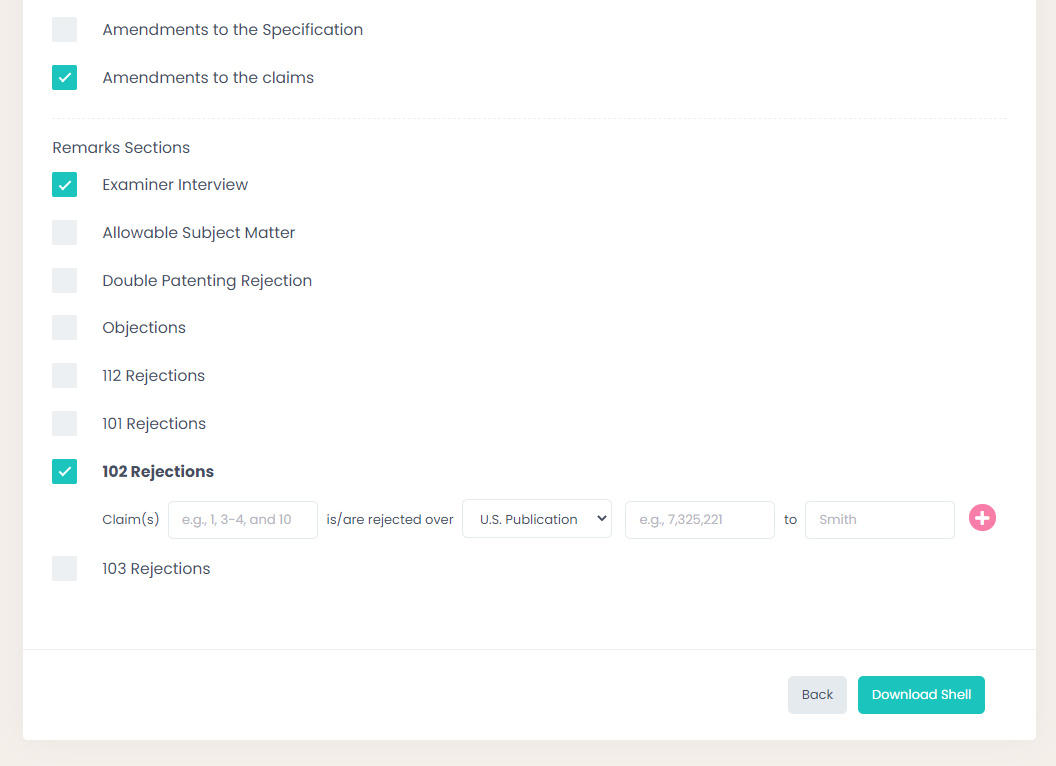 Amendments to the Specification
Amendments to the claims
Remarks Sections
Examiner Interview
Allowable Subject Matter
Double Patenting Rejection
Objections
112 Rejections
101 Rejections
102 Rejections
Claim(s) e.g., 1, 3-4, and 10 is/are rejected over U.S. Publication e.g., 7,325,221 to Smith
103 Rejections
Back Download Shell